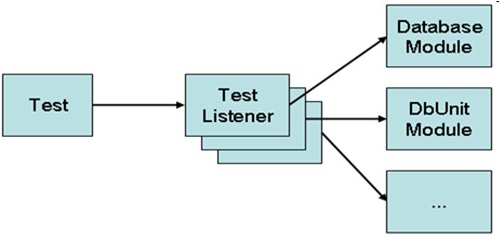 Test
Test
Listener
Database
Module
DbUnit
Module
...